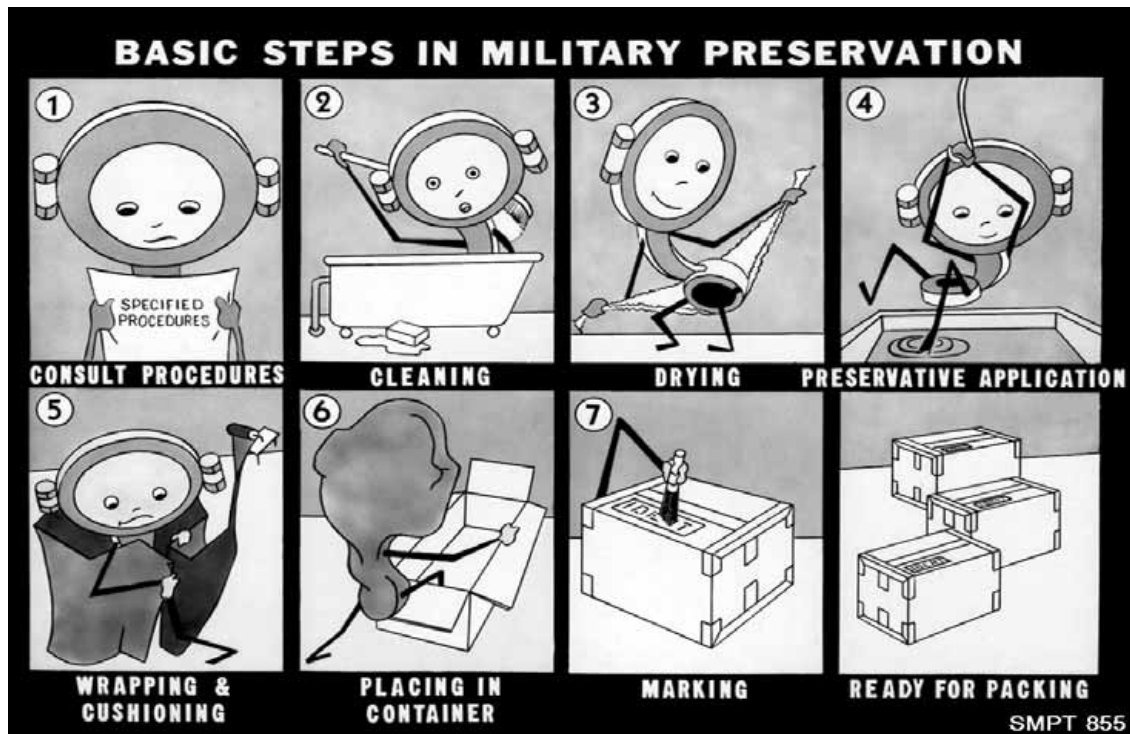 BASIC STEPS IN MILITARY PRESERVATION
1
SPECIFIED
PROCEDURES
CONSULT PROCEDURES
2
CLEANING
3
DRYING
4
PRESERVATIVE APPLICATION
5
WRAPPING &
CUSHIONING
6
PLACING IN
CONTAINER
7
MARKING
READY FOR PACKING
SMPT 855